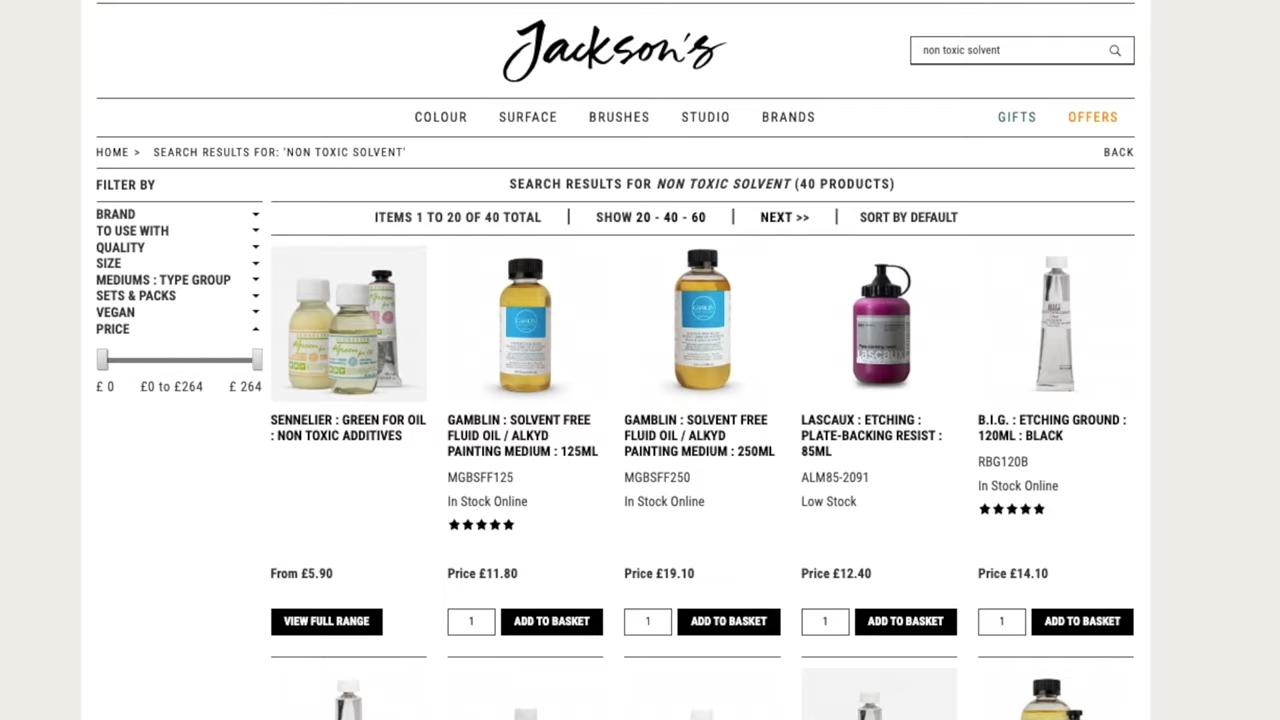 Jackson's
non toxic solvent
COLOUR SURFACE BRUSHES STUDIO BRANDS GIFTS OFFERS
HOME > SEARCH RESULTS FOR: 'NON TOXIC SOLVENT' BACK
FILTER BY
BRAND
TO USE WITH
QUALITY
SIZE
MEDIUMS : TYPE GROUP
SETS & PACKS
VEGAN
PRICE
£ 0 £0 to £264 £ 264
SEARCH RESULTS FOR NON TOXIC SOLVENT (40 PRODUCTS)
ITEMS 1 TO 20 OF 40 TOTAL | SHOW 20 - 40 - 60 | NEXT >> | SORT BY DEFAULT
SENNELIER : GREEN FOR OIL
: NON TOXIC ADDITIVES
From £5.90
VIEW FULL RANGE
GAMBLIN : SOLVENT FREE
FLUID OIL / ALKYD
PAINTING MEDIUM : 125ML
MGBSFF125
In Stock Online
★★★★★
Price £11.80
1 ADD TO BASKET
GAMBLIN : SOLVENT FREE
FLUID OIL / ALKYD
PAINTING MEDIUM : 250ML
MGBSFF250
In Stock Online
Price £19.10
1 ADD TO BASKET
Lascaux
LASCAUX : ETCHING :
PLATE-BACKING RESIST :
85ML
ALM85-2091
Low Stock
Price £12.40
1 ADD TO BASKET
B.I.G. : ETCHING GROUND :
120ML : BLACK
RBG120B
In Stock Online
★★★★★
Price £14.10
1 ADD TO BASKET